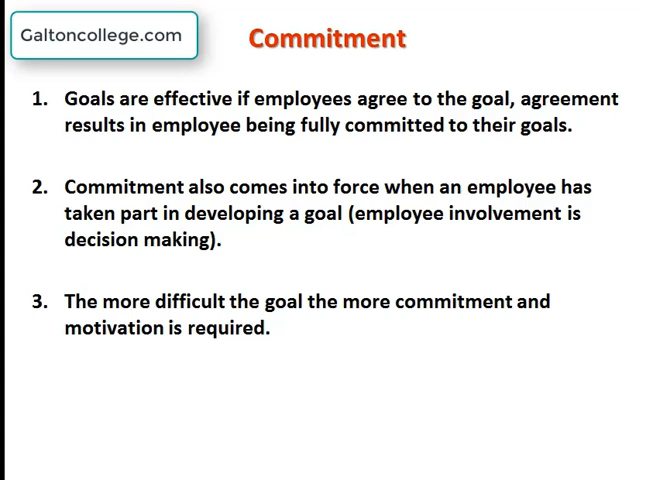 Galtoncollege.com
Commitment
1. Goals are effective if employees agree to the goal, agreement
results in employee being fully committed to their goals.
2. Commitment also comes into force when an employee has
taken part in developing a goal (employee involvement is
decision making).
3. The more difficult the goal the more commitment and
motivation is required.